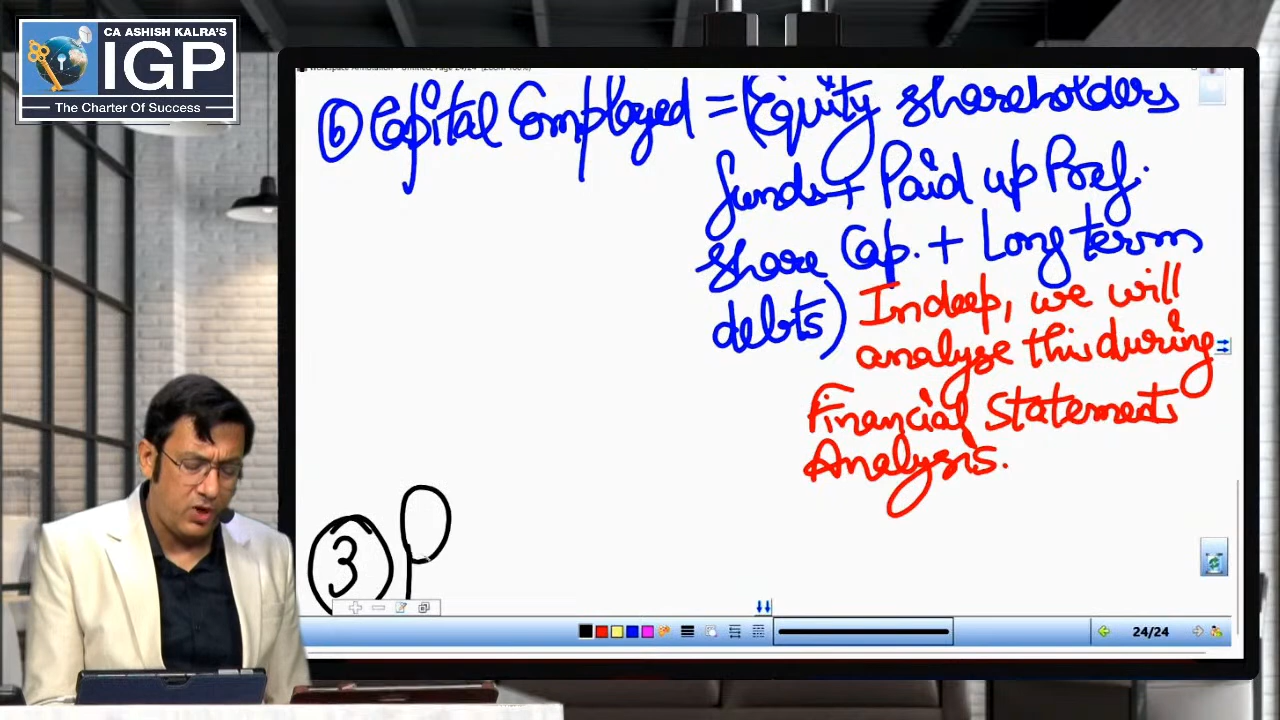 CA ASHISH KALRA'S
IGP
The Charter Of Success
⑥ Capital Employed = (Equity shareholders
funds + Paid up Pref.
share Cap. + Long term
debts) Indeep, we will
analyse this during
Financial Statements
Analysis.
③ P
24/24